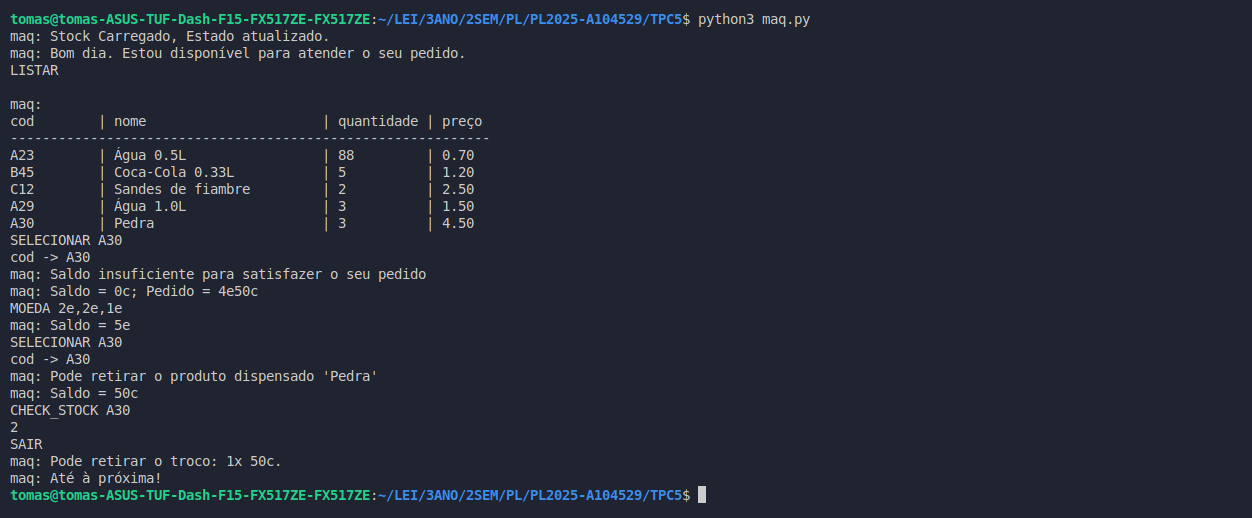 tomas@tomas-ASUS-TUF-Dash-F15-FX517ZE-FX517ZE:~/LEI/3ANO/2SEM/PL/PL2025-A104529/TPC5$ python3 maq.py
maq: Stock Carregado, Estado atualizado.
maq: Bom dia. Estou disponível para atender o seu pedido.
LISTAR
maq:
cod        | nome                      | quantidade | preço
------------------------------------------------------------
A23        | Água 0.5L                 | 88         | 0.70
B45        | Coca-Cola 0.33L           | 5          | 1.20
C12        | Sandes de fiambre         | 2          | 2.50
A29        | Água 1.0L                 | 3          | 1.50
A30        | Pedra                     | 3          | 4.50
SELECIONAR A30
cod -> A30
maq: Saldo insuficiente para satisfazer o seu pedido
maq: Saldo = 0c; Pedido = 4e50c
MOEDA 2e,2e,1e
maq: Saldo = 5e
SELECIONAR A30
cod -> A30
maq: Pode retirar o produto dispensado 'Pedra'
maq: Saldo = 50c
CHECK_STOCK A30
2
SAIR
maq: Pode retirar o troco: 1x 50c.
maq: Até à próxima!
tomas@tomas-ASUS-TUF-Dash-F15-FX517ZE-FX517ZE:~/LEI/3ANO/2SEM/PL/PL2025-A104529/TPC5$